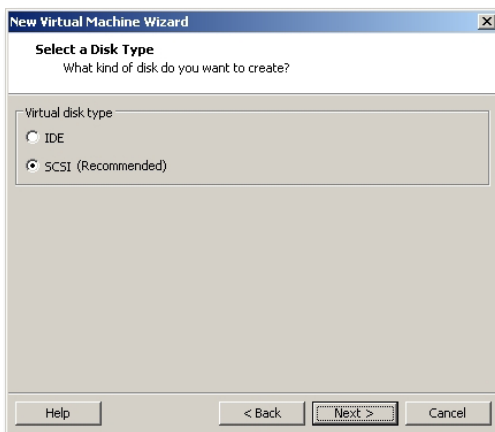 New Virtual Machine Wizard
Select a Disk Type
What kind of disk do you want to create?
Virtual disk type
IDE
SCSI (Recommended)
Help
< Back
Next >
Cancel